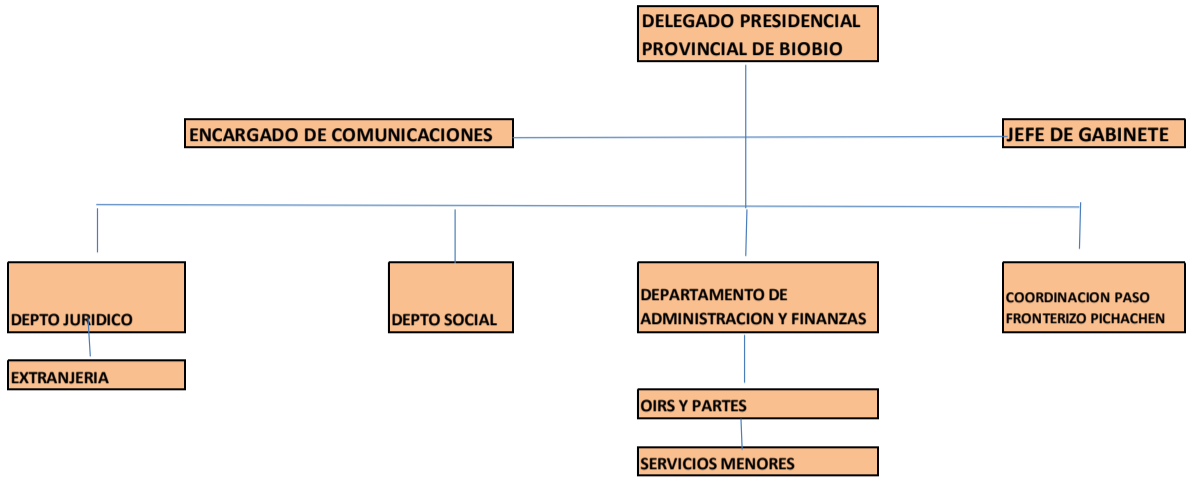 DELEGADO PRESIDENCIAL
PROVINCIAL DE BIOBIO
ENCARGADO DE COMUNICACIONES
JEFE DE GABINETE
DEPTO JURIDICO
DEPTO SOCIAL
DEPARTAMENTO DE
ADMINISTRACION Y FINANZAS
COORDINACION PASO
FRONTERIZO PICHACHEN
EXTRANJERIA
OIRS Y PARTES
SERVICIOS MENORES